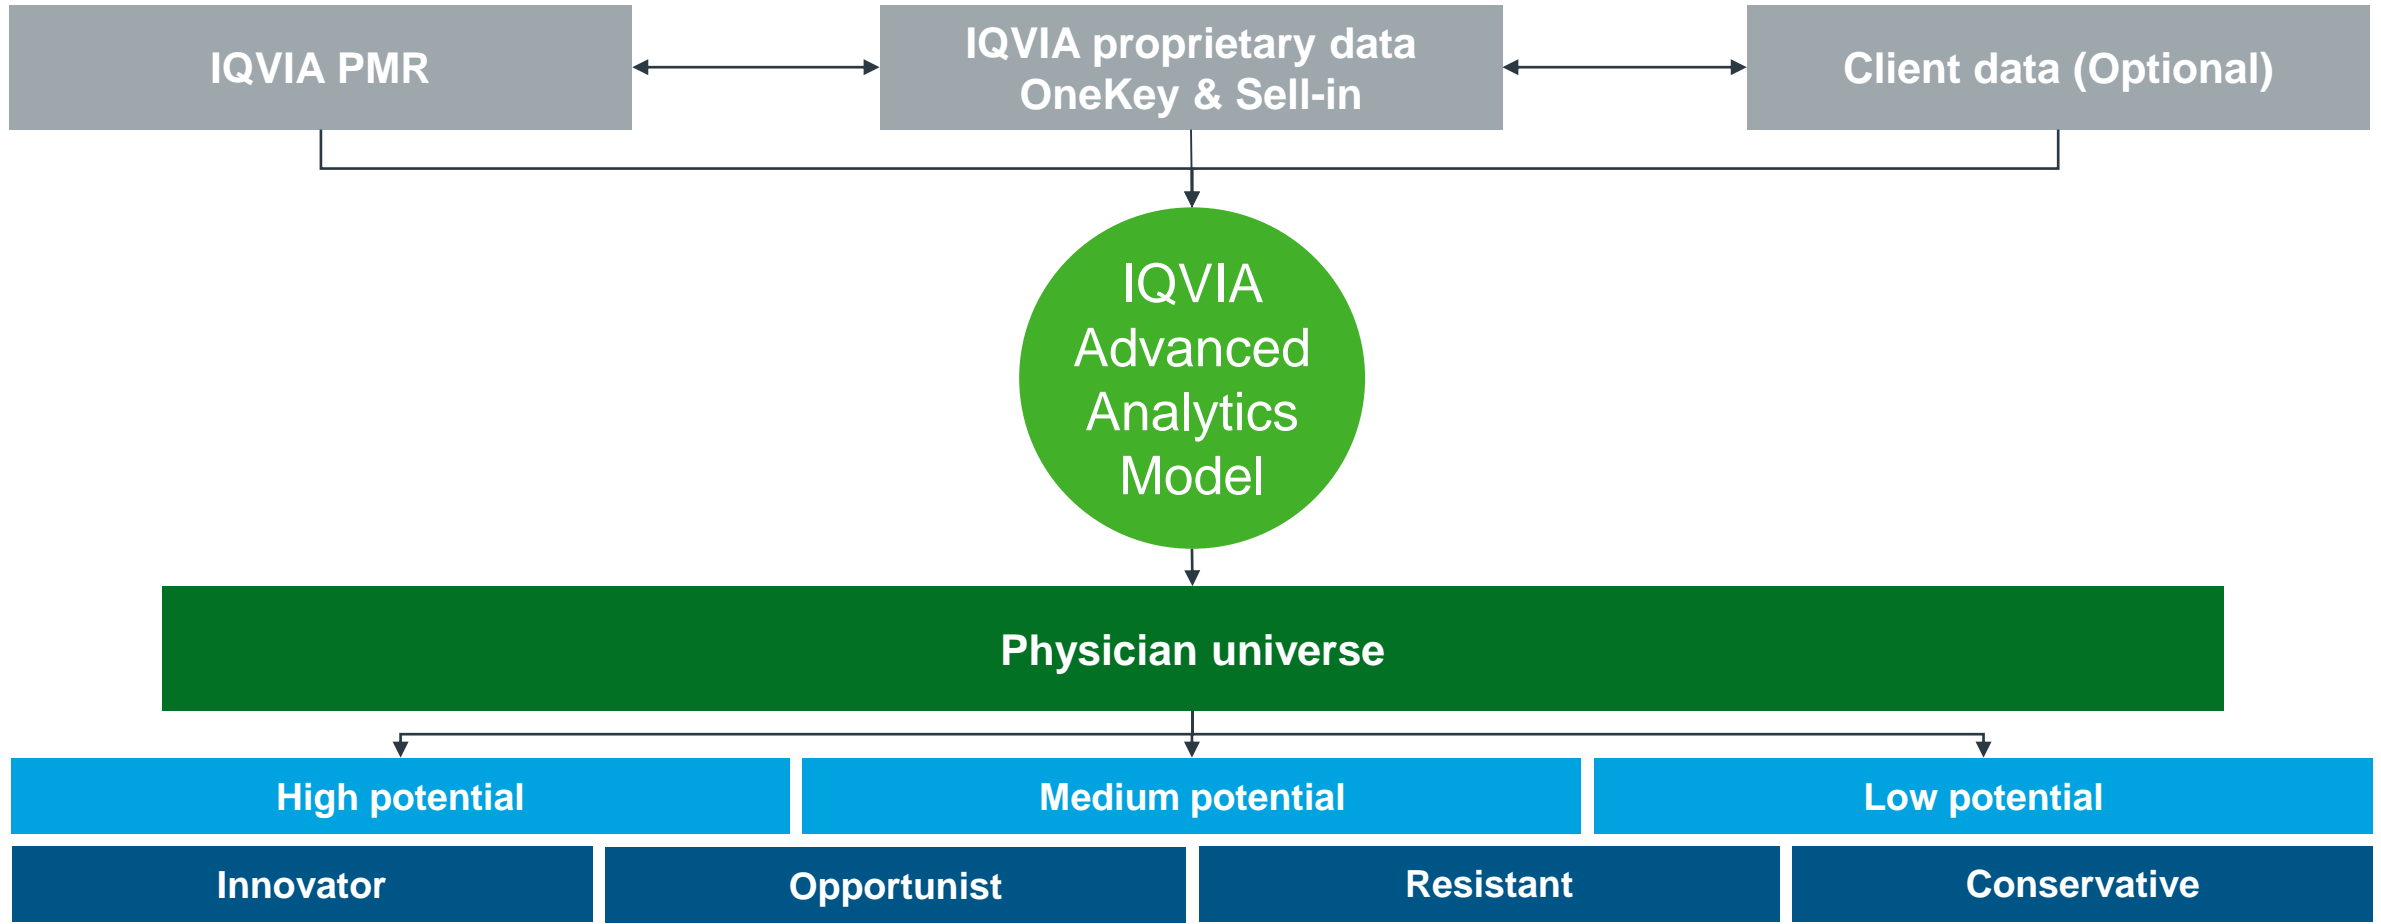 IQVIA PMR
IQVIA proprietary data
OneKey & Sell-in
Client data (Optional)
IQVIA
Advanced
Analytics
Model
Physician universe
High potential
Medium potential
Low potential
Innovator
Opportunist
Resistant
Conservative